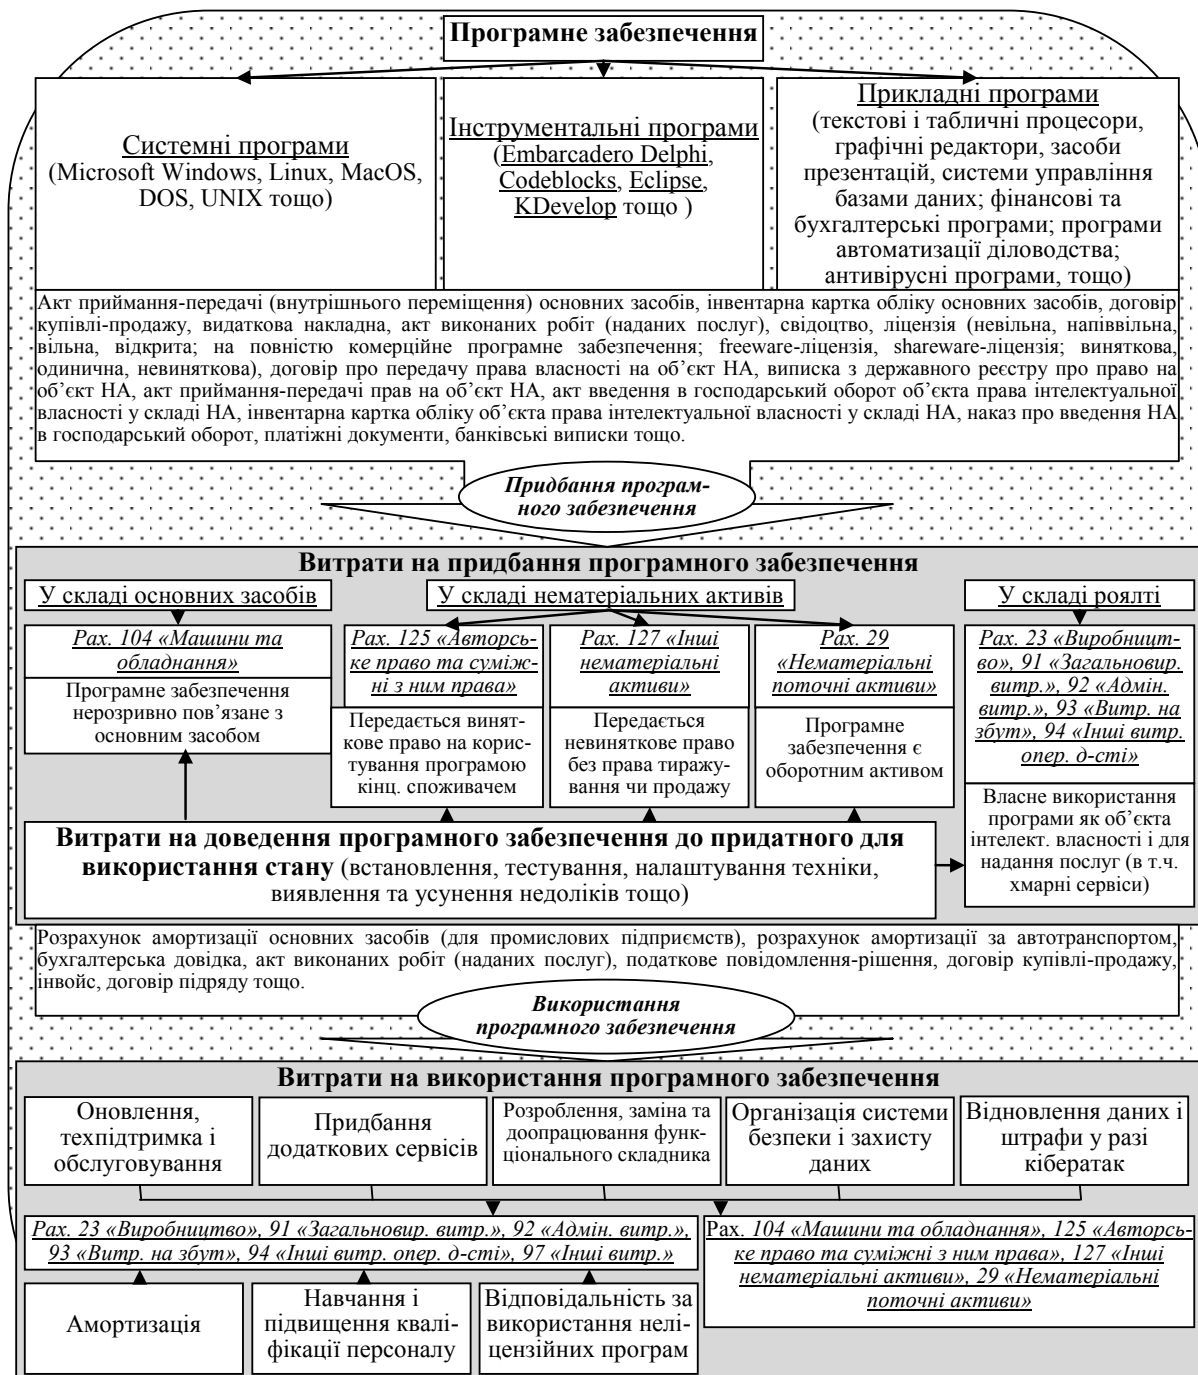 Програмне забезпечення
Системні програми
(Microsoft Windows, Linux, MacOS,
DOS, UNIX тощо)
Інструментальні програми
(Embarcadero Delphi,
Codeblocks, Eclipse,
KDevelop тощо )
Прикладні програми
(текстові і табличні процесори,
графічні редактори, засоби
презентацій, системи управління
базами даних; фінансові та
бухгалтерські програми; програми
автоматизації діловодства;
антивірусні програми, тощо)
Акт приймання-передачі (внутрішнього переміщення) основних засобів, інвентарна картка обліку основних засобів, договір
купівлі-продажу, видаткова накладна, акт виконаних робіт (наданих послуг), свідоцтво, ліцензія (невільна, напіввільна,
вільна, відкрита; на повністю комерційне програмне забезпечення; freeware-ліцензія, shareware-ліцензія; виняткова,
одинична, невиняткова), договір про передачу права власності на об’єкт НА, виписка з державного реєстру про право на
об’єкт НА, акт приймання-передачі прав на об’єкт НА, акт введення в господарський оборот об’єкта права інтелектуальної
власності у складі НА, інвентарна картка обліку об’єкта права інтелектуальної власності у складі НА, наказ про введення НА
в господарський оборот, платіжні документи, банківські виписки тощо.
Придбання програм-
ного забезпечення
Витрати на придбання програмного забезпечення
У складі основних засобів
Рах. 104 «Машини та
обладнання»
Програмне забезпечення
нерозривно пов’язане з
основним засобом
У складі нематеріальних активів
Рах. 125 «Авторсь-
ке право та суміж-
ні з ним права»
Передається винят-
кове право на корис-
тування програмою
кінц. споживачем
Рах. 127 «Інші
нематеріальні
активи»
Передається
невиняткове право
без права тиражу-
вання чи продажу
Рах. 29
«Нематеріальні
поточні активи»
Програмне
забезпечення є
оборотним активом
У складі роялті
Рах. 23 «Виробницт-
во», 91 «Загальновир.
витр.», 92 «Адмін.
витр.», 93 «Витр. на
збут», 94 «Інші витр.
опер. д-сті»
Власне використання
програми як об’єкта
інтелект. власності і для
надання послуг (в т.ч.
хмарні сервіси)
Витрати на доведення програмного забезпечення до придатного для
використання стану (встановлення, тестування, налаштування техніки,
виявлення та усунення недоліків тощо)
Розрахунок амортизації основних засобів (для промислових підприємств), розрахунок амортизації за автотранспортом,
бухгалтерська довідка, акт виконаних робіт (наданих послуг), податкове повідомлення-рішення, договір купівлі-продажу,
інвойс, договір підряду тощо.
Використання
програмного забезпечення
Витрати на використання програмного забезпечення
Оновлення,
техпідтримка і
обслуговування
Придбання
додаткових сервісів
Розроблення, заміна та
доопрацювання функ-
ціонального складника
Організація системи
безпеки і захисту
даних
Відновлення даних і
штрафи у разі
кібератак
Рах. 23 «Виробництво», 91 «Загальновир. витр.», 92 «Адмін. витр.»,
93 «Витр. на збут», 94 «Інші витр. опер. д-сті», 97 «Інші витр.»
Рах. 104 «Машини та обладнання», 125 «Авторсь-
ке право та суміжні з ним права», 127 «Інші
нематеріальні активи», 29 «Нематеріальні
поточні активи»
Амортизація
Навчання і
підвищення квалі-
фікації персоналу
Відповідальність за
використання нелі-
цензійних програм